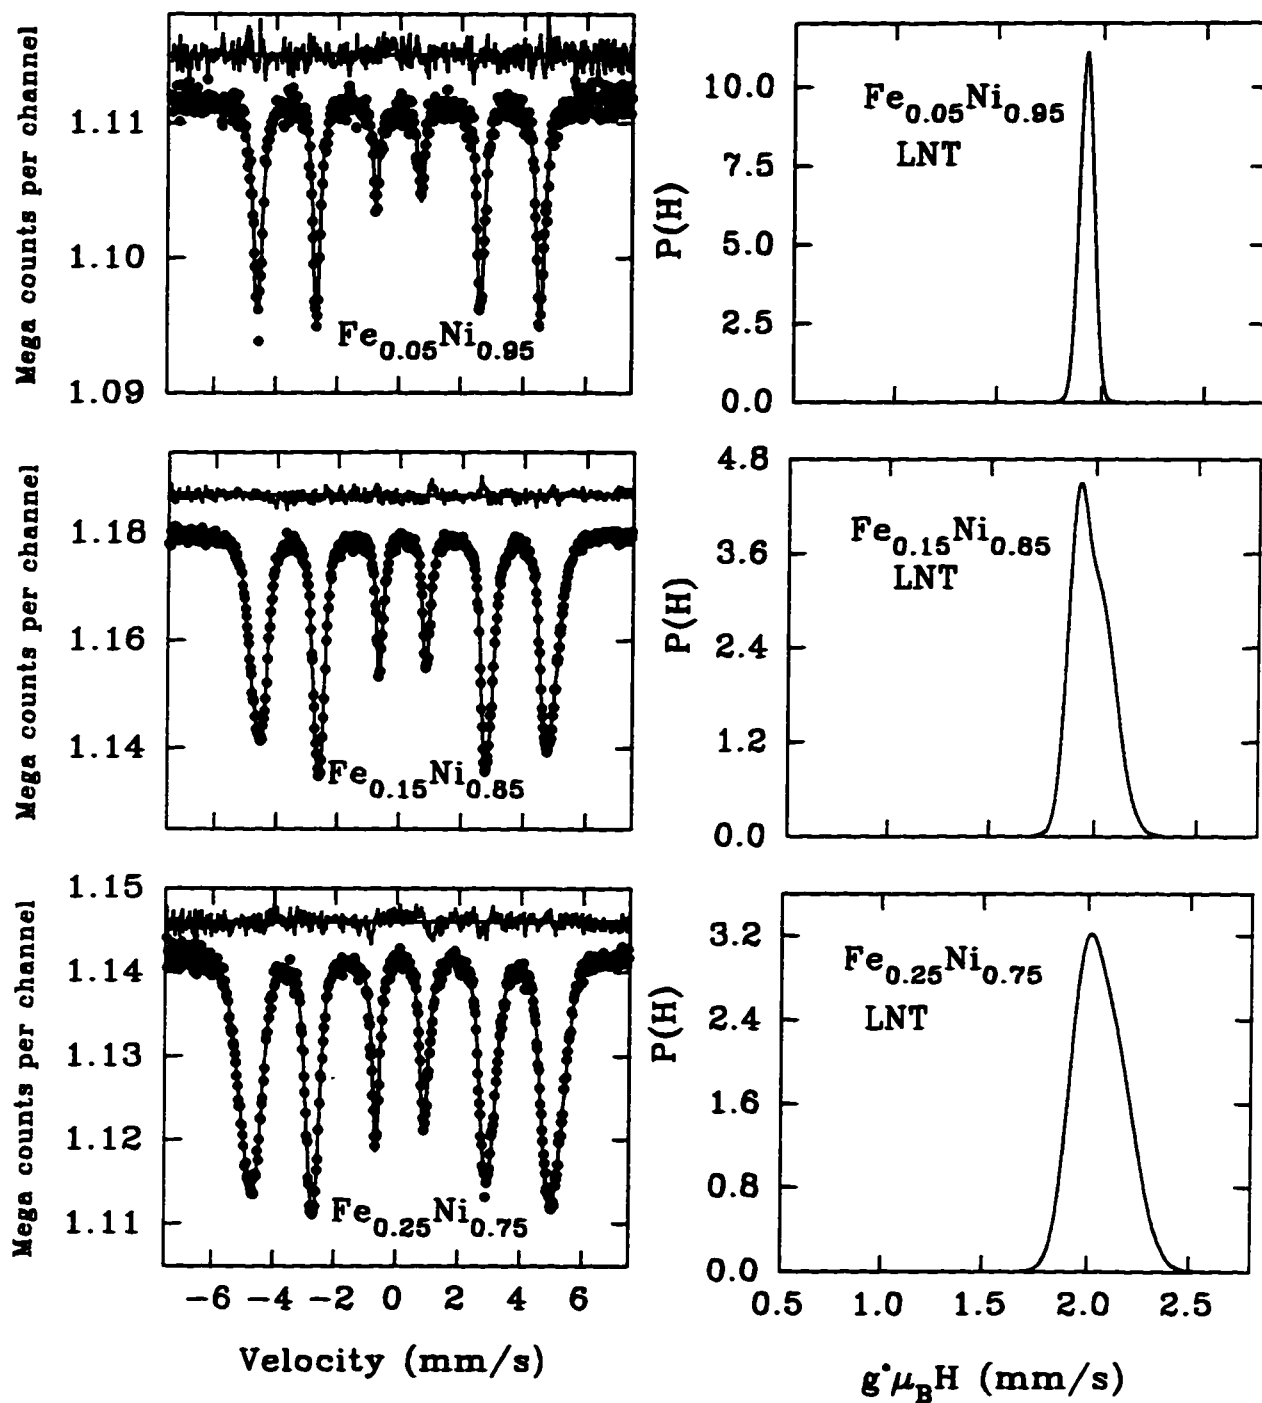 Mega counts per channel
1.11
1.10
1.09
Fe0.05Ni0.95
P(H)
10.0
7.5
5.0
2.5
0.0
Fe0.05Ni0.95
LNT
Mega counts per channel
1.18
1.16
1.14
Fe0.15Ni0.85
P(H)
4.8
3.6
2.4
1.2
0.0
Fe0.15Ni0.85
LNT
Mega counts per channel
1.15
1.14
1.13
1.12
1.11
Fe0.25Ni0.75
-6 -4 -2 0 2 4 6
Velocity (mm/s)
P(H)
3.2
2.4
1.6
0.8
0.0
Fe0.25Ni0.75
LNT
0.5 1.0 1.5 2.0 2.5
g*μBH (mm/s)